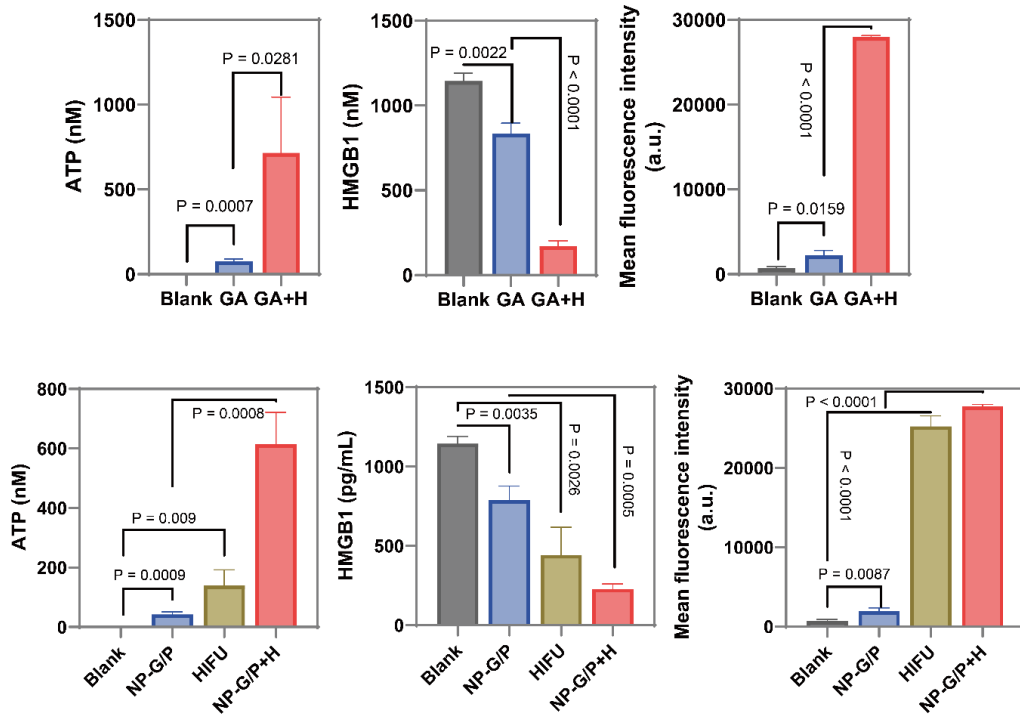 ATP (nM)
1500
1000
500
0
P = 0.0281
P = 0.0007
Blank GA GA+H
HMGB1 (nM)
1500
1000
500
0
P = 0.0022
P < 0.0001
Blank GA GA+H
Mean fluorescence intensity
(a.u.)
30000
20000
10000
0
P < 0.0001
P = 0.0159
Blank GA GA+H
ATP (nM)
800
600
400
200
0
P = 0.0008
P = 0.009
P = 0.0009
Blank
NP-G/P
HIFU
NP-G/P+H
HMGB1 (pg/mL)
1500
1000
500
0
P = 0.0035
P = 0.0026
P = 0.0005
Blank
NP-G/P
HIFU
NP-G/P+H
Mean fluorescence intensity
(a.u.)
30000
20000
10000
0
P < 0.0001
P < 0.0001
P = 0.0087
Blank
NP-G/P
HIFU
NP-G/P+H